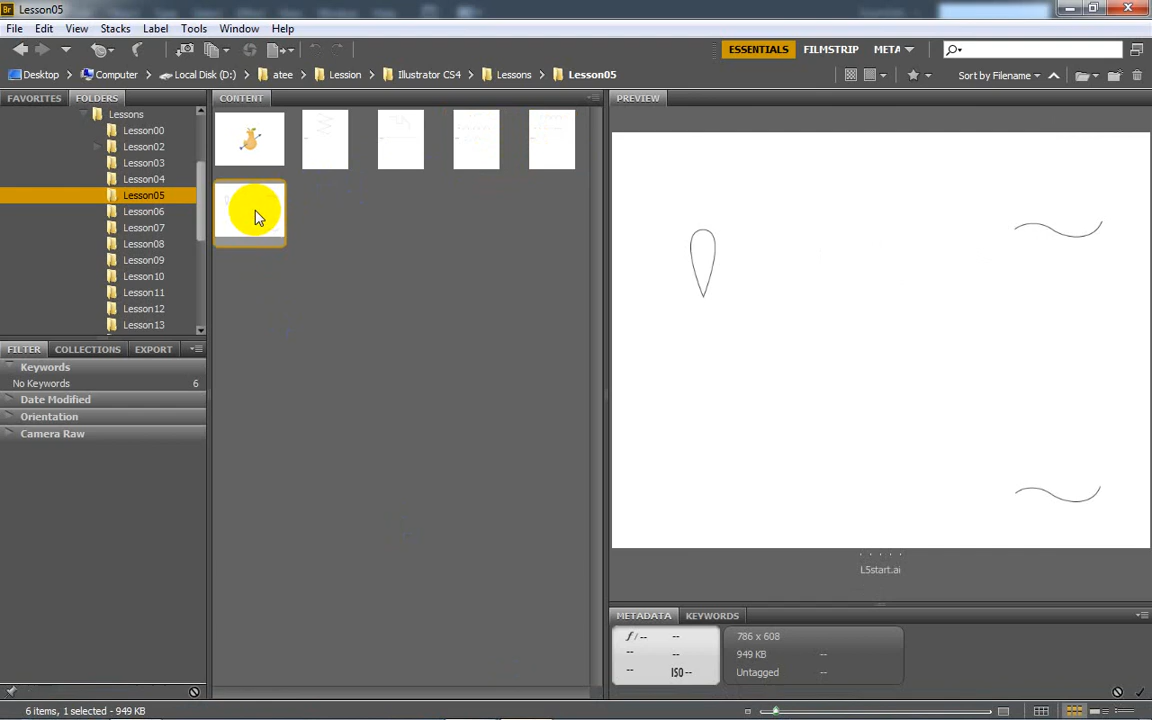 Br Lesson05
File Edit View Stacks Label Tools Window Help
ESSENTIALS FILMSTRIP META
Desktop > Computer > Local Disk (D:) > atee > Lession > Illustrator CS4 > Lessons > Lesson05 Sort by Filename
FAVORITES FOLDERS
Lessons
Lesson00
Lesson02
Lesson03
Lesson04
Lesson05
Lesson06
Lesson07
Lesson08
Lesson09
Lesson10
Lesson11
Lesson12
Lesson13
FILTER COLLECTIONS EXPORT
Keywords
No Keywords 6
Date Modified
Orientation
Camera Raw
CONTENT
PREVIEW
L5start.ai
METADATA KEYWORDS
f/-- --
-- --
-- ISO--
786 x 608
949 KB --
Untagged --
6 items, 1 selected - 949 KB